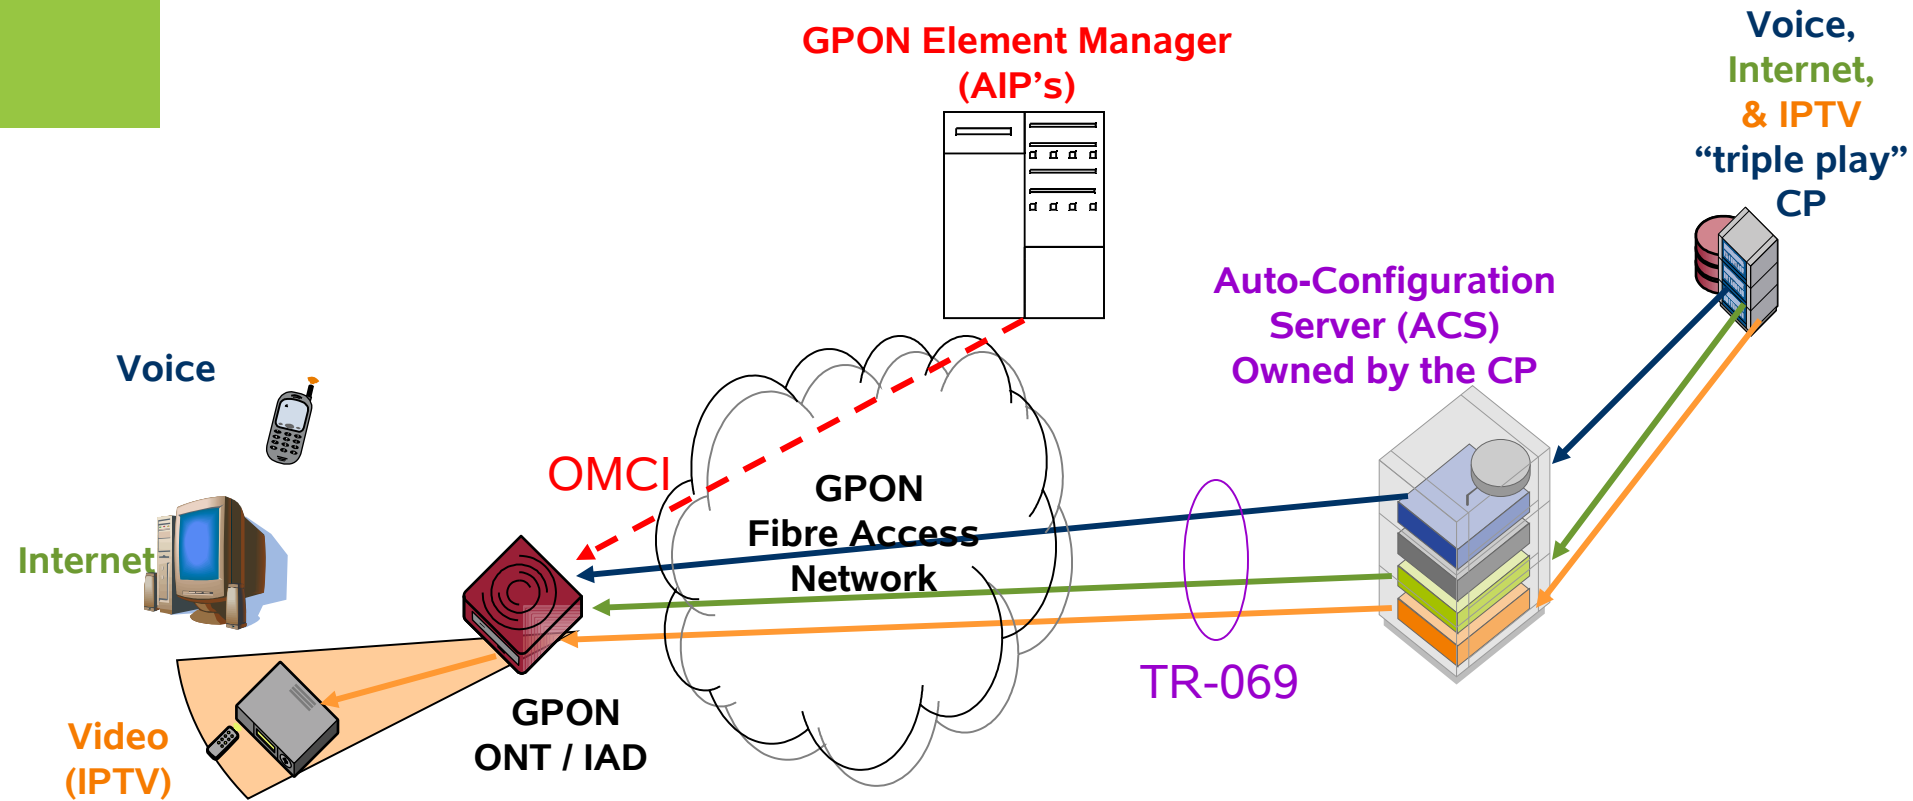 GPON Element Manager
(AIP’s)
Voice,
Internet,
& IPTV
“triple play”
CP
Auto-Configuration
Server (ACS)
Owned by the CP
Voice
OMCI
GPON
Fibre Access
Network
Internet
TR-069
GPON
ONT / IAD
Video
(IPTV)